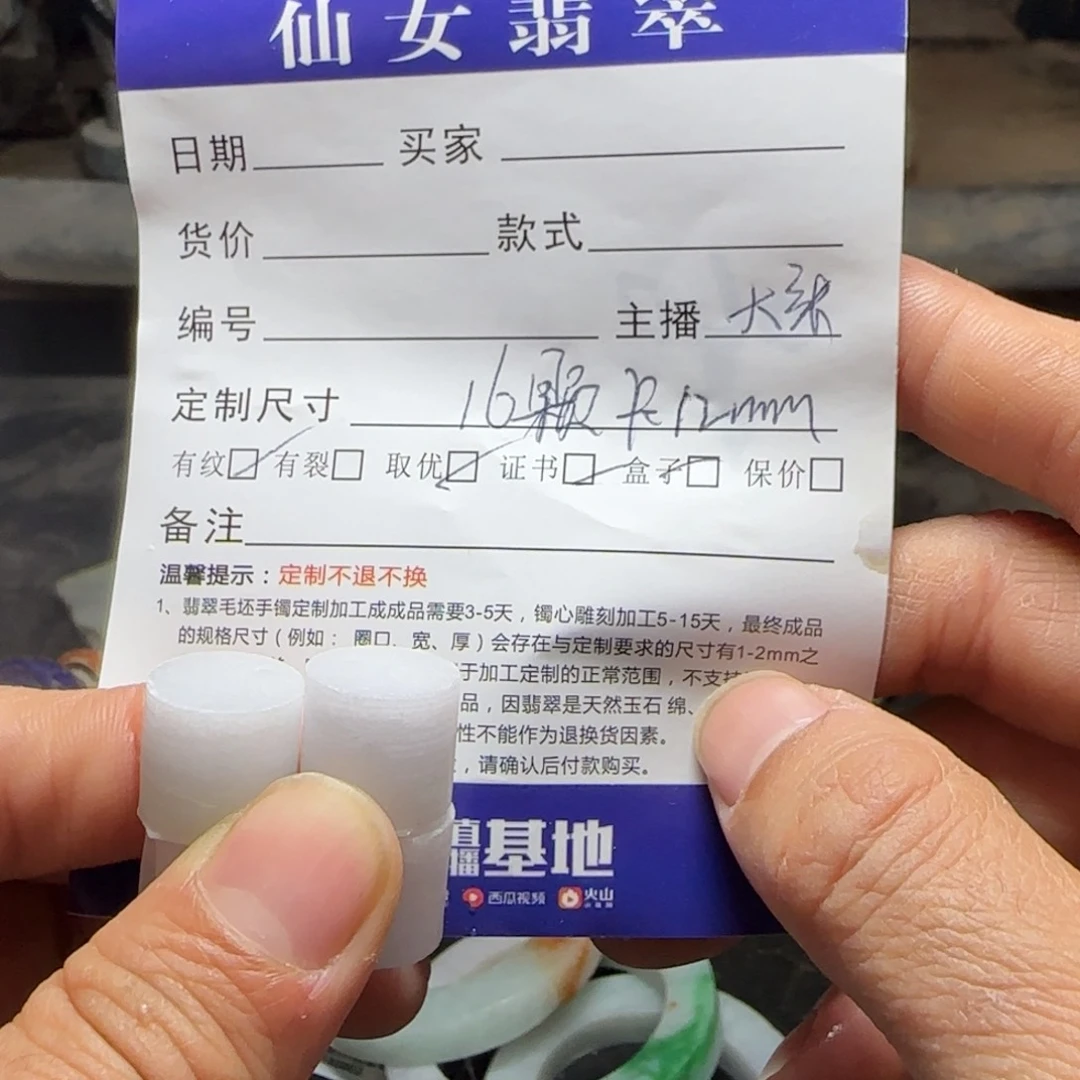 仙女翡翠
日期 买家
货价 款式
编号 主播 大张
定制尺寸 16颗 卡12mm
有纹 有裂 取优 证书 盒子 保价
备注
温馨提示：定制不退不换
1、翡翠毛坯手镯定制加工成成品需要3-5天，镯心雕刻加工5-15天，最终成品
的规格尺寸（例如： 圈口、宽、厚）会存在与定制要求的尺寸有1-2mm之
于加工定制的正常范围，不支
品，因翡翠是天然玉石 绵、
性不能作为退换货因素。
，请确认后付款购买。
直播基地
西瓜视频 火山